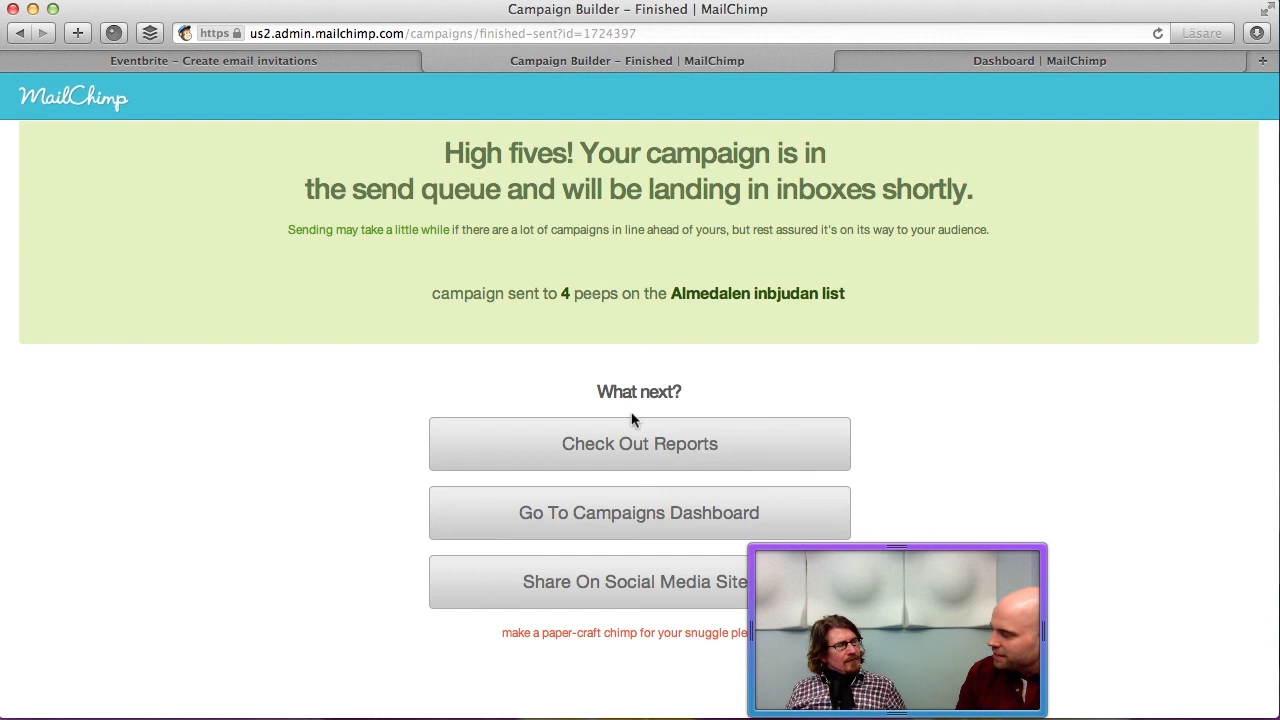 Campaign Builder – Finished | MailChimp
https us2.admin.mailchimp.com/campaigns/finished-sent?id=1724397 Läsare
Eventbrite – Create email invitations Campaign Builder – Finished | MailChimp Dashboard | MailChimp
MailChimp
High fives! Your campaign is in
the send queue and will be landing in inboxes shortly.
Sending may take a little while if there are a lot of campaigns in line ahead of yours, but rest assured it's on its way to your audience.
campaign sent to 4 peeps on the Almedalen inbjudan list
What next?
Check Out Reports
Go To Campaigns Dashboard
Share On Social Media Site
make a paper-craft chimp for your snuggle